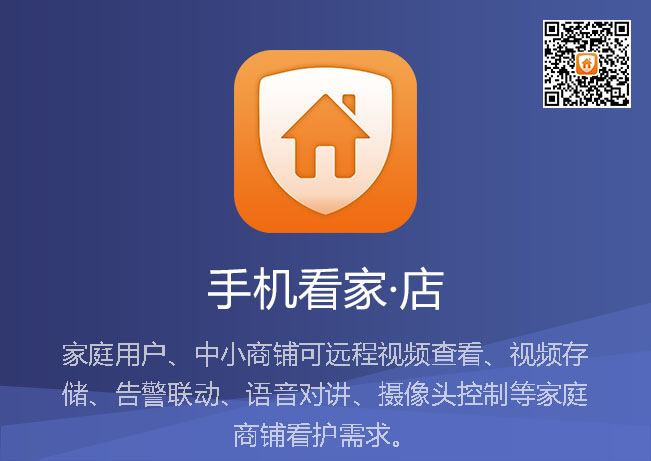 手机看家·店
家庭用户、中小商铺可远程视频查看、视频存
储、告警联动、语音对讲、摄像头控制等家庭
商铺看护需求。